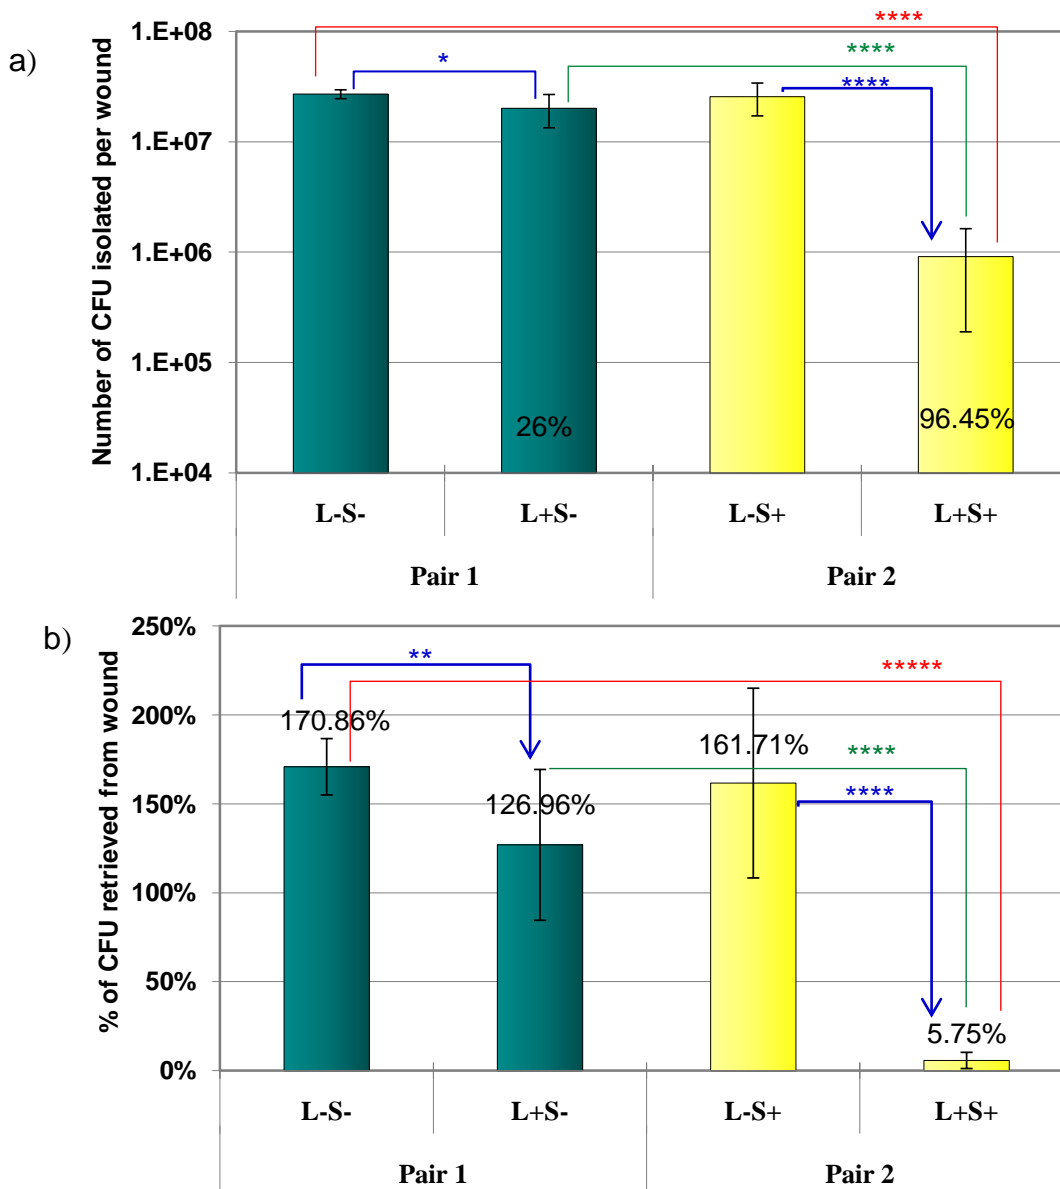 a)
Number of CFU isolated per wound
1.E+08
1.E+07
1.E+06
1.E+05
1.E+04
****
*
****
****
26%
96.45%
L-S-
L+S-
L-S+
L+S+
Pair 1
Pair 2
b)
% of CFU retrieved from wound
250%
200%
150%
100%
50%
0%
**
*****
170.86%
161.71%
****
126.96%
****
5.75%
L-S-
L+S-
L-S+
L+S+
Pair 1
Pair 2